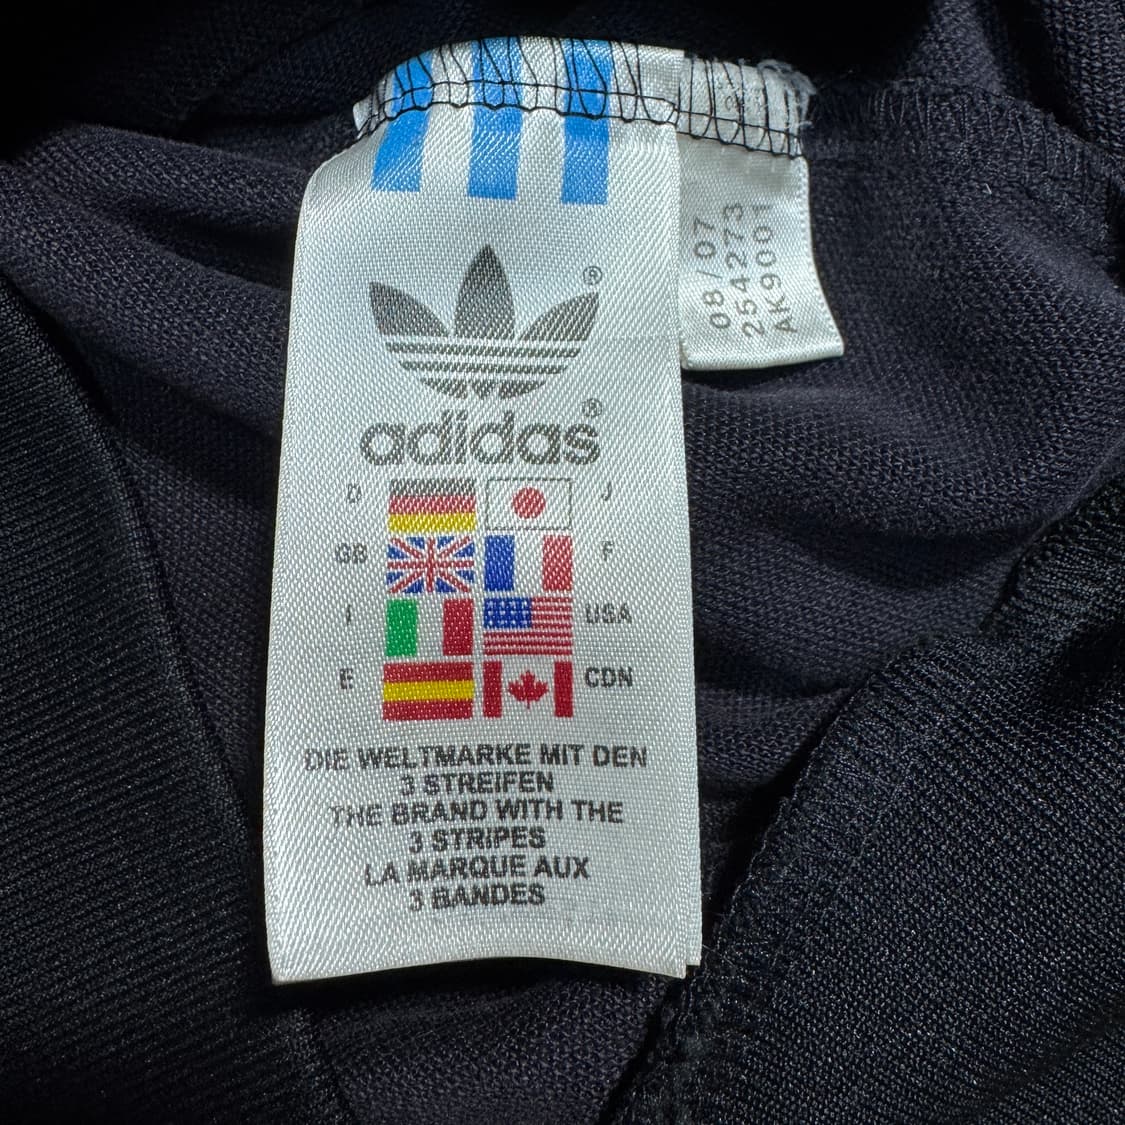 08/07
254273
AK9001
®
adidas®
D J
GB F
I USA
E CDN
DIE WELTMARKE MIT DEN
3 STREIFEN
THE BRAND WITH THE
3 STRIPES
LA MARQUE AUX
3 BANDES